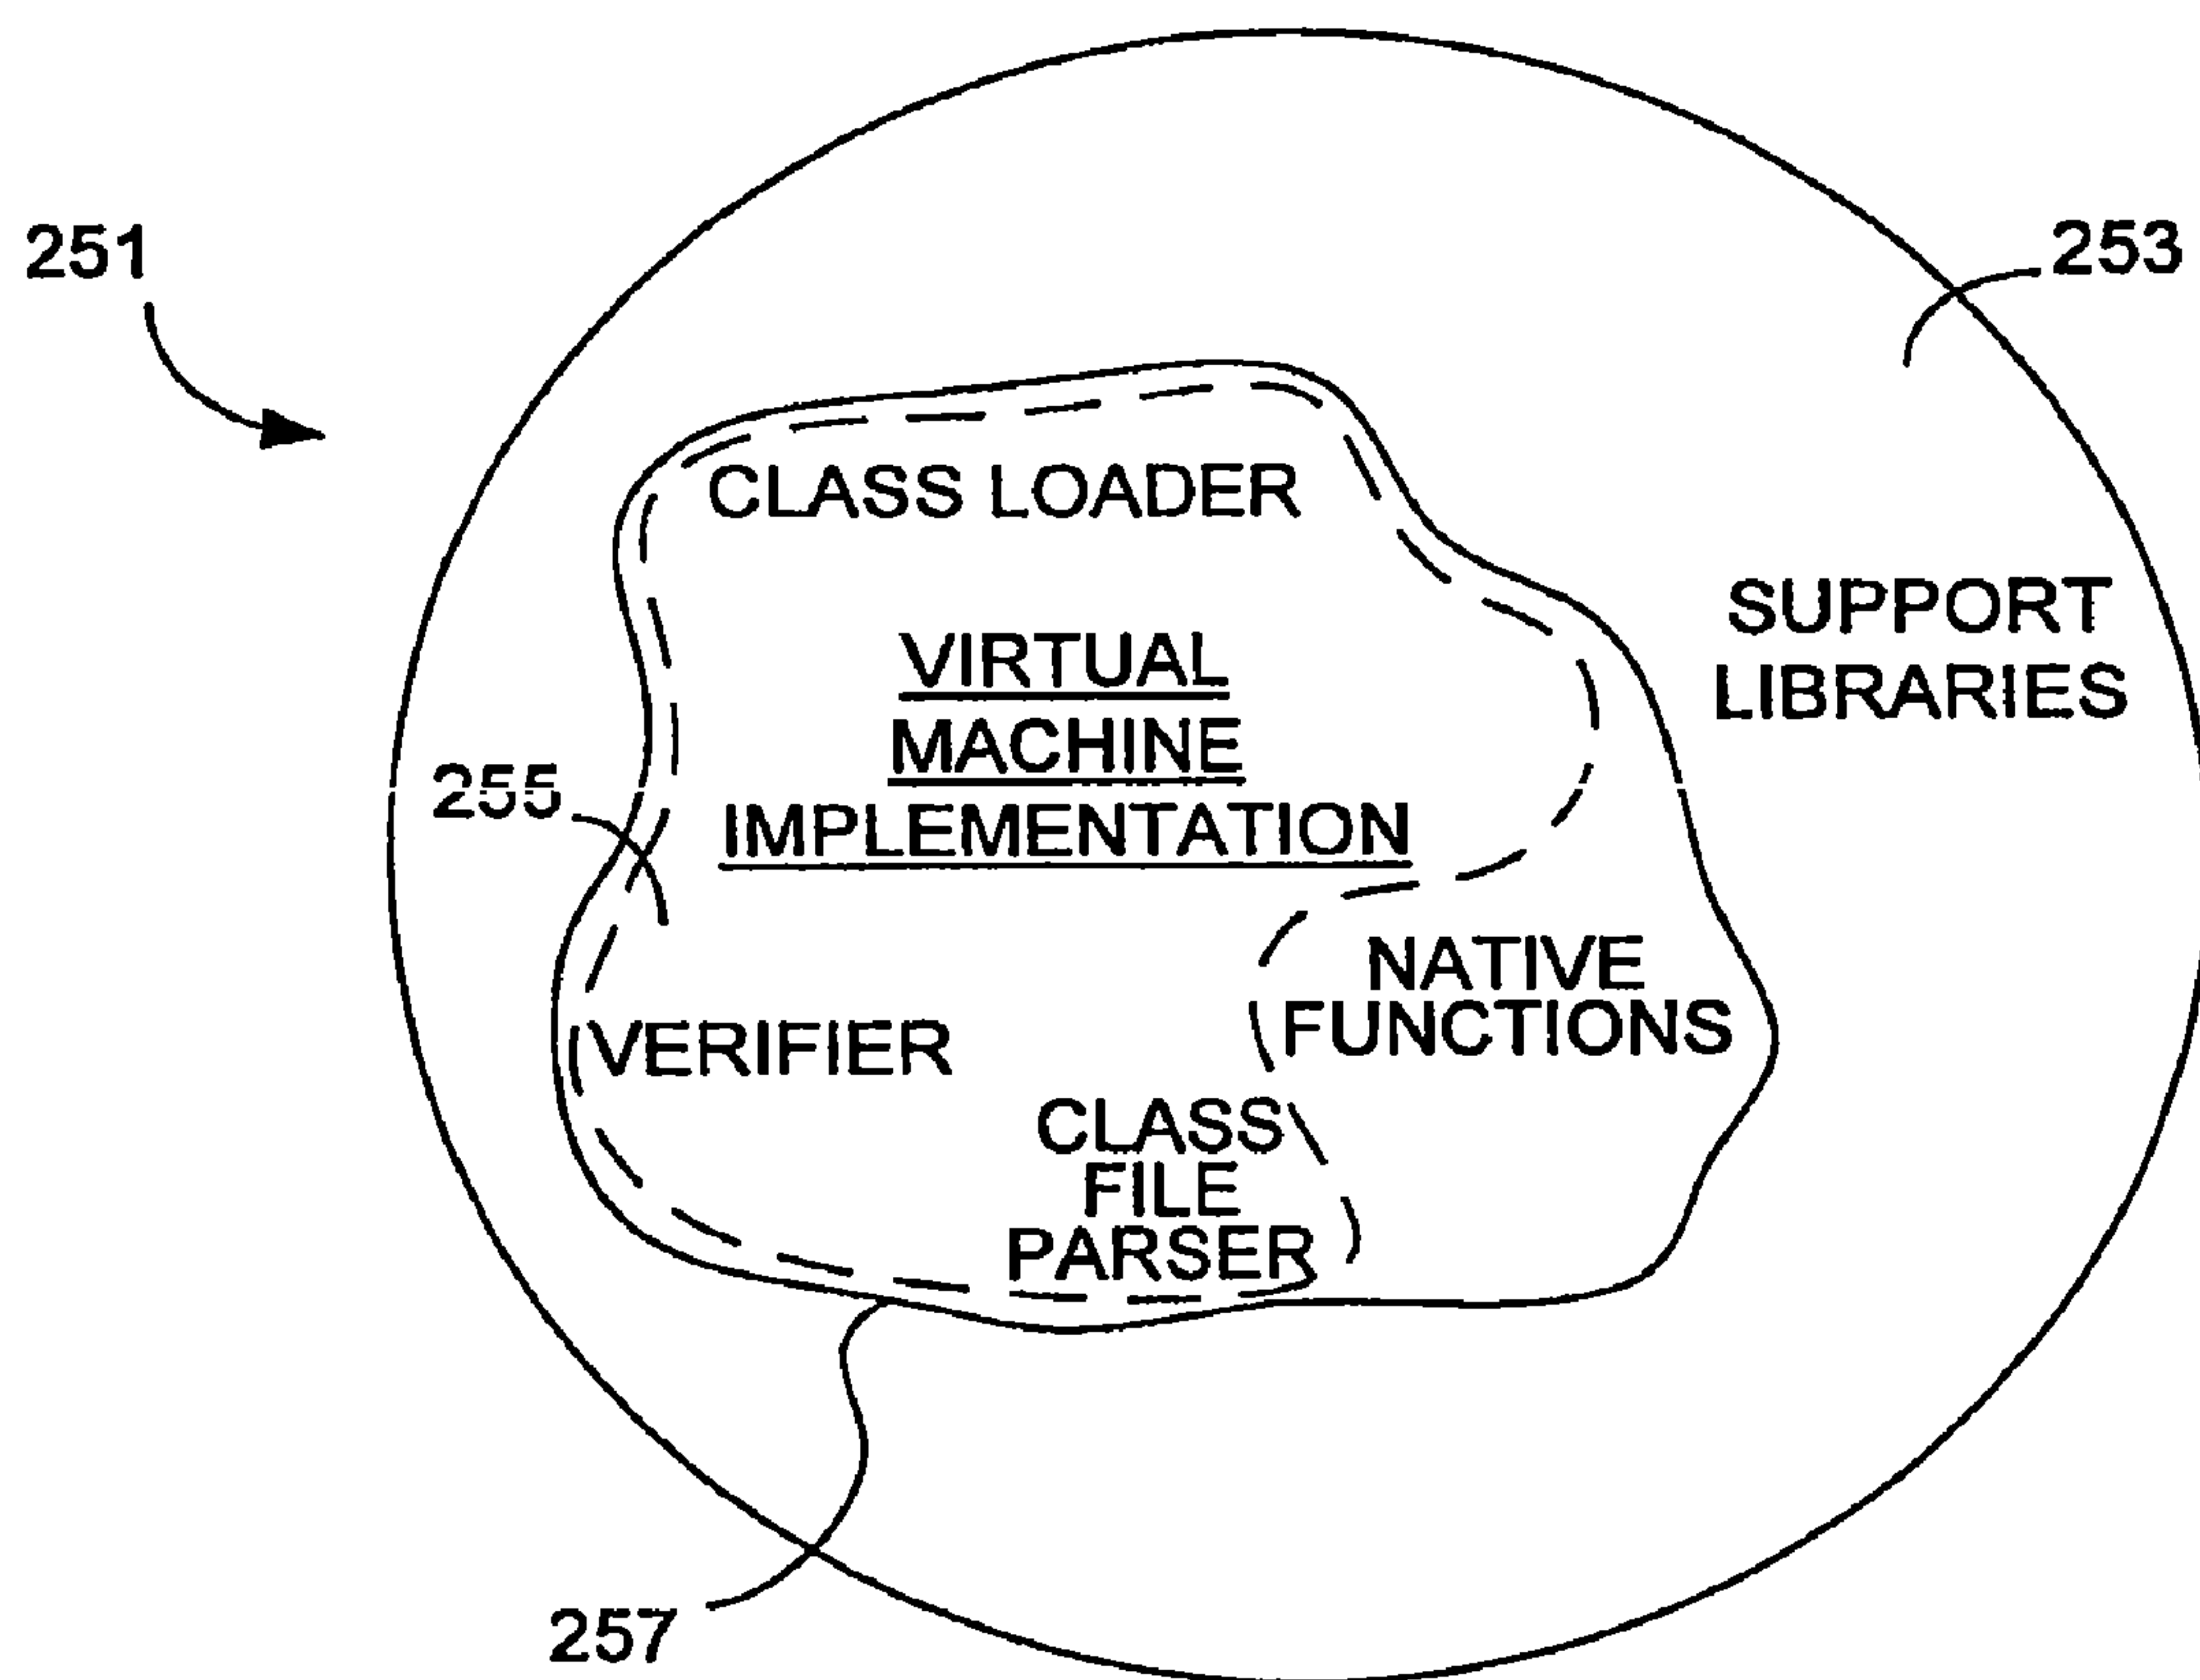 251
253
CLASS LOADER
SUPPORT
LIBRARIES
VIRTUAL
MACHINE
IMPLEMENTATION
255
NATIVE
FUNCTIONS
VERIFIER
CLASS
FILE
PARSER
257